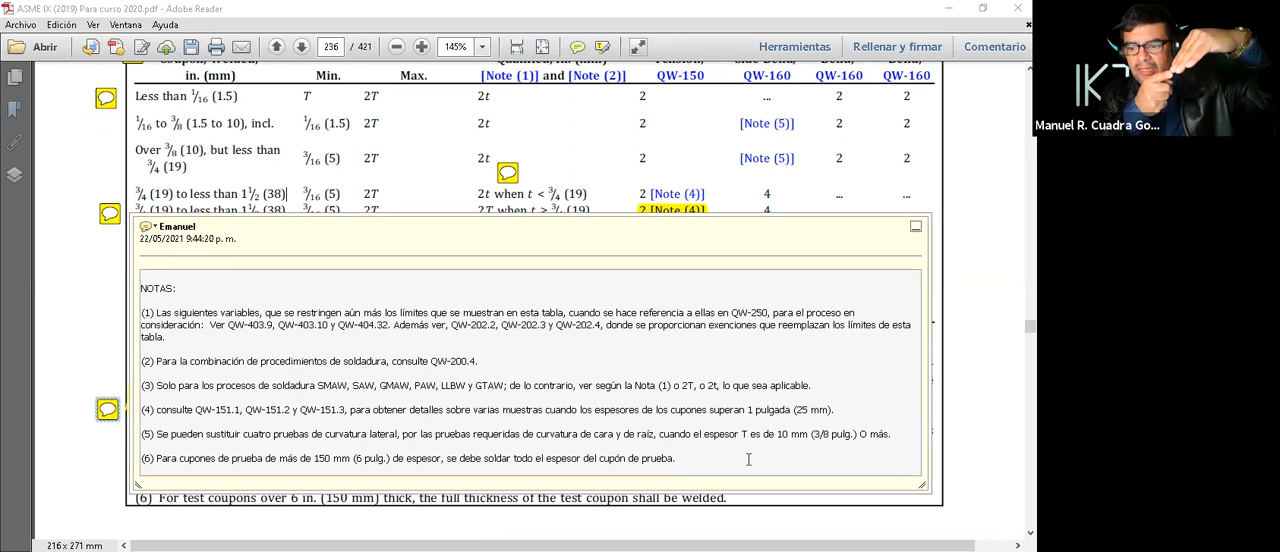 ASME IX (2019) Para curso 2020.pdf - Adobe Reader
Archivo Edición Ver Ventana Ayuda
Abrir 236 / 421 145% Herramientas Rellenar y firmar Comentario
in. (mm) Min. Max. [Note (1)] and [Note (2)] QW-150 QW-160 QW-160 QW-160
Less than 1/16 (1.5) T 2T 2t 2 ... 2 2
1/16 to 3/8 (1.5 to 10), incl. 1/16 (1.5) 2T 2t 2 [Note (5)] 2 2
Over 3/8 (10), but less than
3/4 (19) 3/16 (5) 2T 2t 2 [Note (5)] 2 2
3/4 (19) to less than 1 1/2 (38) 3/16 (5) 2T 2t when t < 3/4 (19) 2 [Note (4)] 4 ... ...
Emanuel
22/05/2021 9:44:20 p. m.
NOTAS:
(1) Las siguientes variables, que se restringen aún más los límites que se muestran en esta tabla, cuando se hace referencia a ellas en QW-250, para el proceso en
consideración: Ver QW-403.9, QW-403.10 y QW-404.32. Además ver, QW-202.2, QW-202.3 y QW-202.4, donde se proporcionan exenciones que reemplazan los límites de esta
tabla.
(2) Para la combinación de procedimientos de soldadura, consulte QW-200.4.
(3) Solo para los procesos de soldadura SMAW, SAW, GMAW, PAW, LLBW y GTAW; de lo contrario, ver según la Nota (1) o 2T, o 2t, lo que sea aplicable.
(4) consulte QW-151.1, QW-151.2 y QW-151.3, para obtener detalles sobre varias muestras cuando los espesores de los cupones superan 1 pulgada (25 mm).
(5) Se pueden sustituir cuatro pruebas de curvatura lateral, por las pruebas requeridas de curvatura de cara y de raíz, cuando el espesor T es de 10 mm (3/8 pulg.) O más.
(6) Para cupones de prueba de más de 150 mm (6 pulg.) de espesor, se debe soldar todo el espesor del cupón de prueba.
(6) For test coupons over 6 in. (150 mm) thick, the full thickness of the test coupon shall be welded.
216 x 271 mm
Manuel R. Cuadra Go...